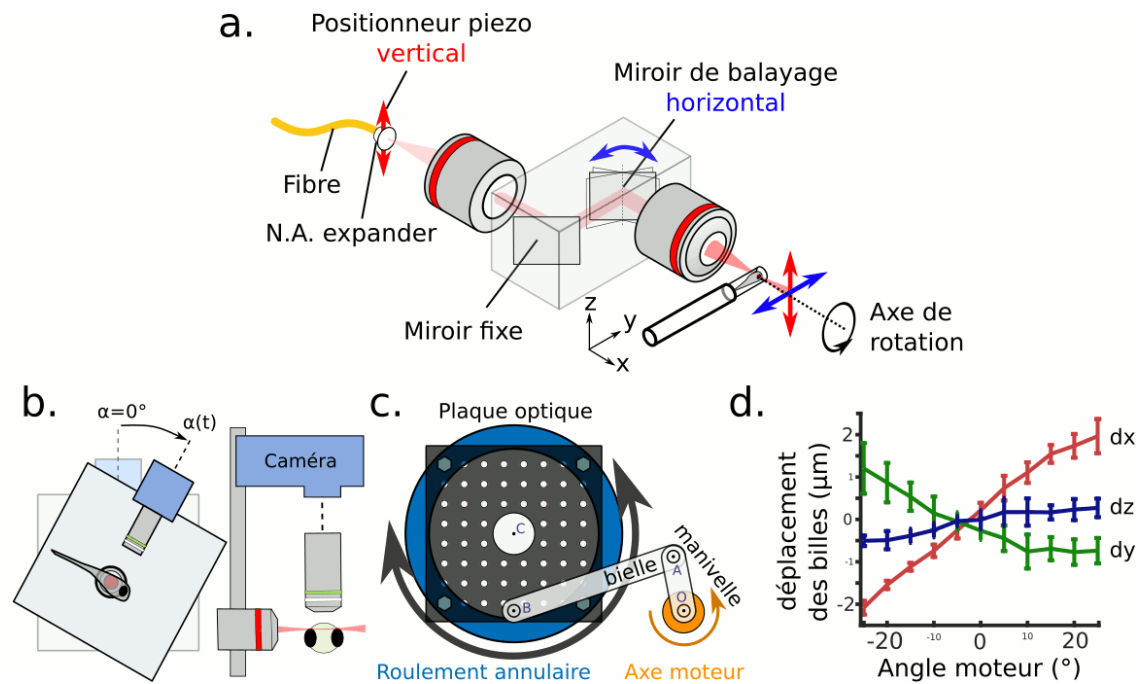 a.
Positionneur piezo
vertical
Miroir de balayage
horizontal
Fibre
N.A. expander
Miroir fixe
z
y
x
Axe de
rotation
b.
α=0°
α(t)
Caméra
c.
Plaque optique
C
bielle
manivelle
A
B
O
Roulement annulaire
Axe moteur
d.
déplacement
des billes (μm)
2
1
0
-1
-2
dx
dz
dy
-20
-10
0
10
20
Angle moteur (°)